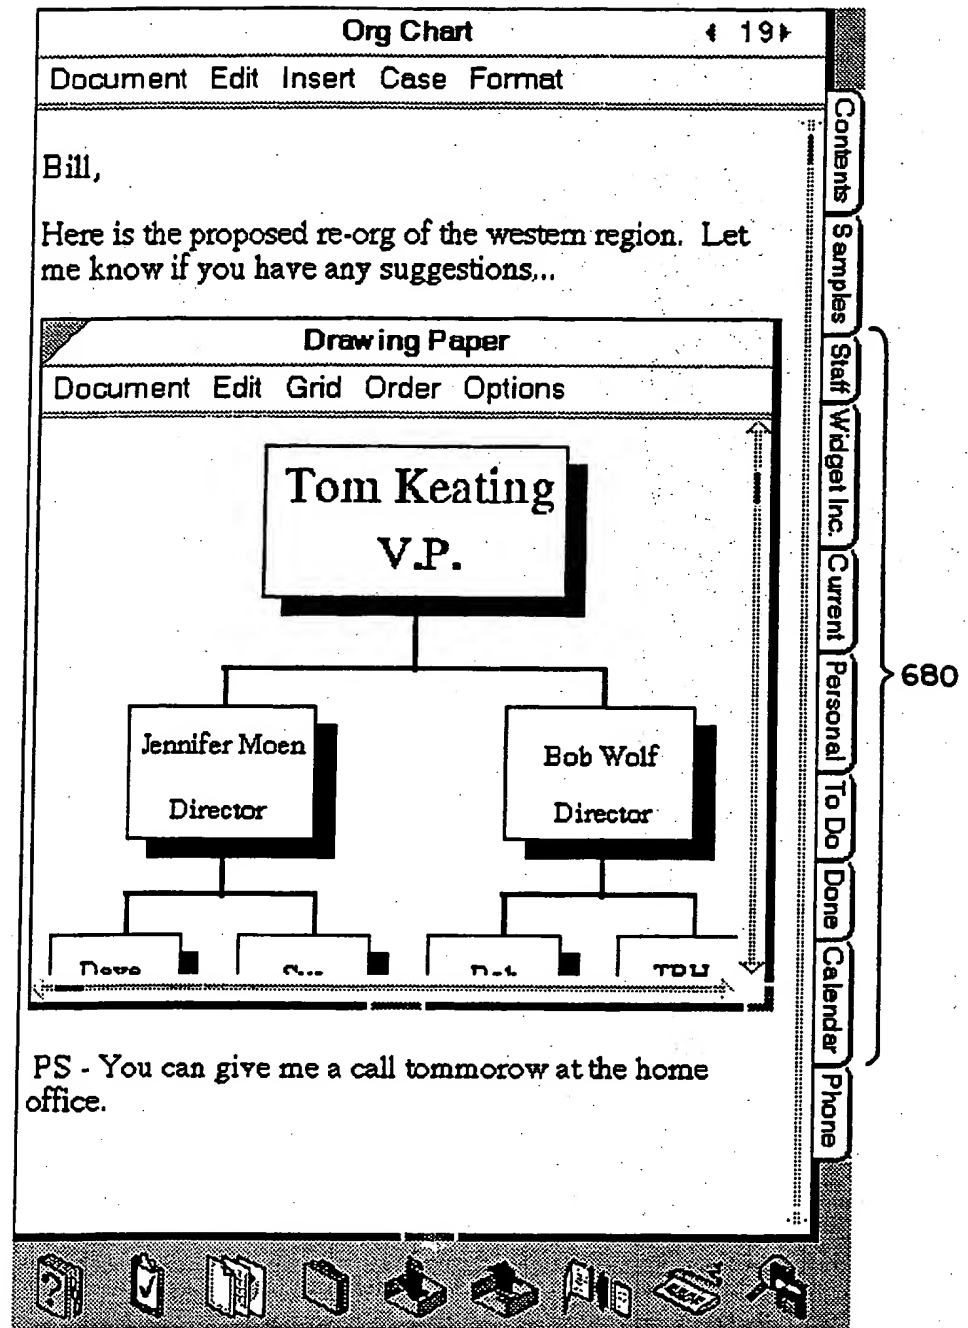 Org Chart 19
Document Edit Insert Case Format
Bill,
Here is the proposed re-org of the western region. Let
me know if you have any suggestions...
Drawing Paper
Document Edit Grid Order Options
Tom Keating
V.P.
Jennifer Moen
Director
Bob Wolf
Director
PS - You can give me a call tommorow at the home
office.
Contents
Samples
Staff
Widget Inc.
Current
Personal
To Do
Done
Calendar
Phone
680